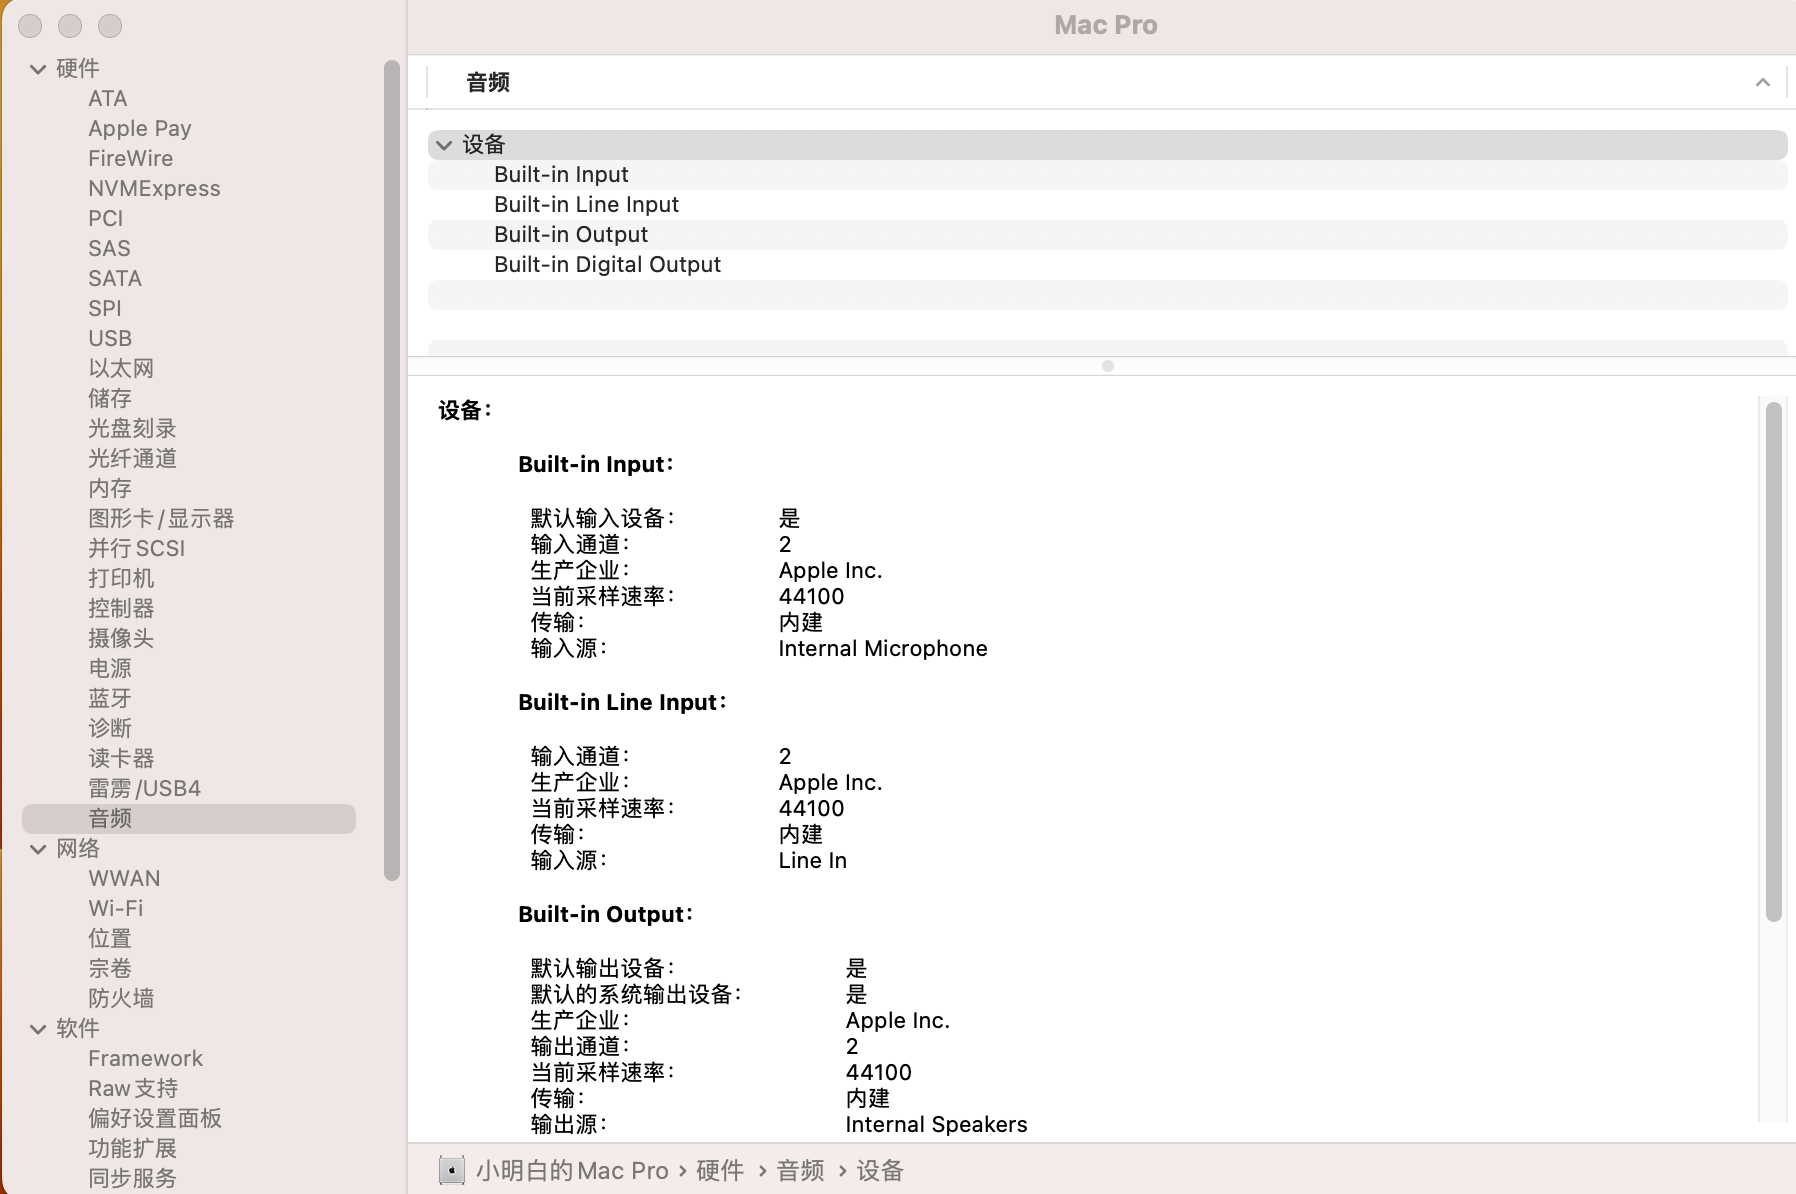 Mac Pro
硬件
ATA
Apple Pay
FireWire
NVMExpress
PCI
SAS
SATA
SPI
USB
以太网
储存
光盘刻录
光纤通道
内存
图形卡/显示器
并行SCSI
打印机
控制器
摄像头
电源
蓝牙
诊断
读卡器
雷雳/USB4
音频
网络
WWAN
Wi-Fi
位置
宗卷
防火墙
软件
Framework
Raw支持
偏好设置面板
功能扩展
同步服务
音频
设备
Built-in Input
Built-in Line Input
Built-in Output
Built-in Digital Output
设备：
Built-in Input：
默认输入设备： 是
输入通道： 2
生产企业： Apple Inc.
当前采样速率： 44100
传输： 内建
输入源： Internal Microphone
Built-in Line Input：
输入通道： 2
生产企业： Apple Inc.
当前采样速率： 44100
传输： 内建
输入源： Line In
Built-in Output：
默认输出设备： 是
默认的系统输出设备： 是
生产企业： Apple Inc.
输出通道： 2
当前采样速率： 44100
传输： 内建
输出源： Internal Speakers
小明白的Mac Pro › 硬件 › 音频 › 设备